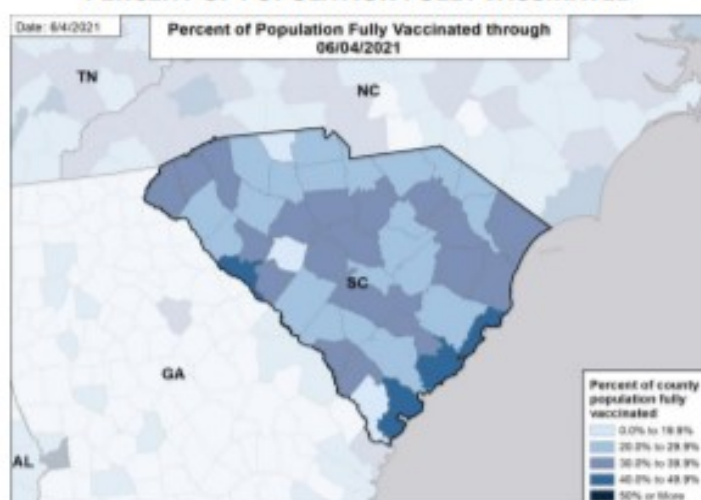 Date: 6/4/2021
Percent of Population Fully Vaccinated through
06/04/2021
TN
NC
SC
GA
AL
Percent of county
population fully
vaccinated
0.0% to 19.9%
20.0% to 29.9%
30.0% to 39.9%
40.0% to 49.9%
50% or More